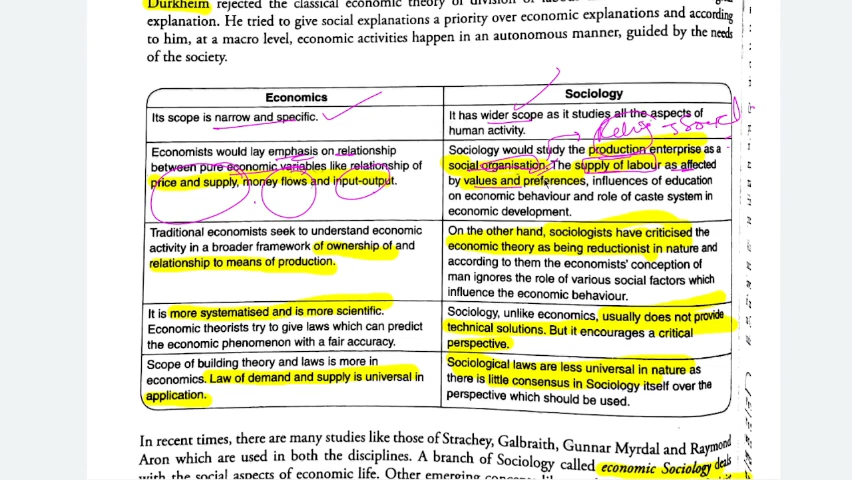 Durkheim rejected the classical economic theory of division of
explanation. He tried to give social explanations a priority over economic explanations and according
to him, at a macro level, economic activities happen in an autonomous manner, guided by the needs
of the society.
Economics
Sociology
Its scope is narrow and specific.
It has wider scope as it studies all the aspects of
human activity.
Economists would lay emphasis on relationship
between pure economic variables like relationship of
price and supply, money flows and input-output.
Sociology would study the production enterprise as a
social organisation. The supply of labour as affected
by values and preferences, influences of education
on economic behaviour and role of caste system in
economic development.
Traditional economists seek to understand economic
activity in a broader framework of ownership of and
relationship to means of production.
On the other hand, sociologists have criticised the
economic theory as being reductionist in nature and
according to them the economists' conception of
man ignores the role of various social factors which
influence the economic behaviour.
It is more systematised and is more scientific.
Economic theorists try to give laws which can predict
the economic phenomenon with a fair accuracy.
Sociology, unlike economics, usually does not provide
technical solutions. But it encourages a critical
perspective.
Scope of building theory and laws is more in
economics. Law of demand and supply is universal in
application.
Sociological laws are less universal in nature as
there is little consensus in Sociology itself over the
perspective which should be used.
In recent times, there are many studies like those of Strachey, Galbraith, Gunnar Myrdal and Raymond
Aron which are used in both the disciplines. A branch of Sociology called economic Sociology deals
with the social aspects of economic life. Other emerging